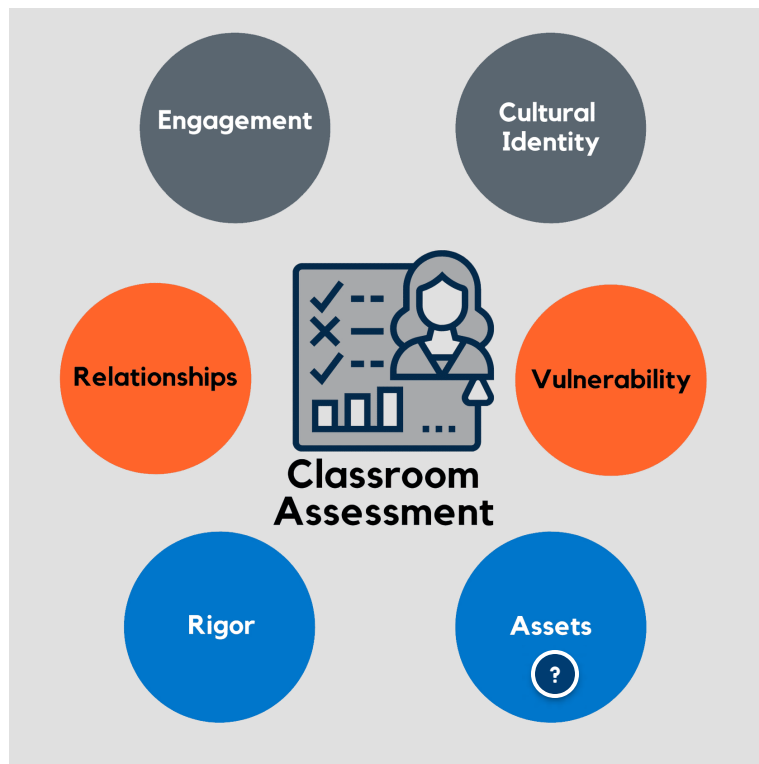 Engagement
Cultural
Identity
Relationships
Vulnerability
Classroom
Assessment
Rigor
Assets
?